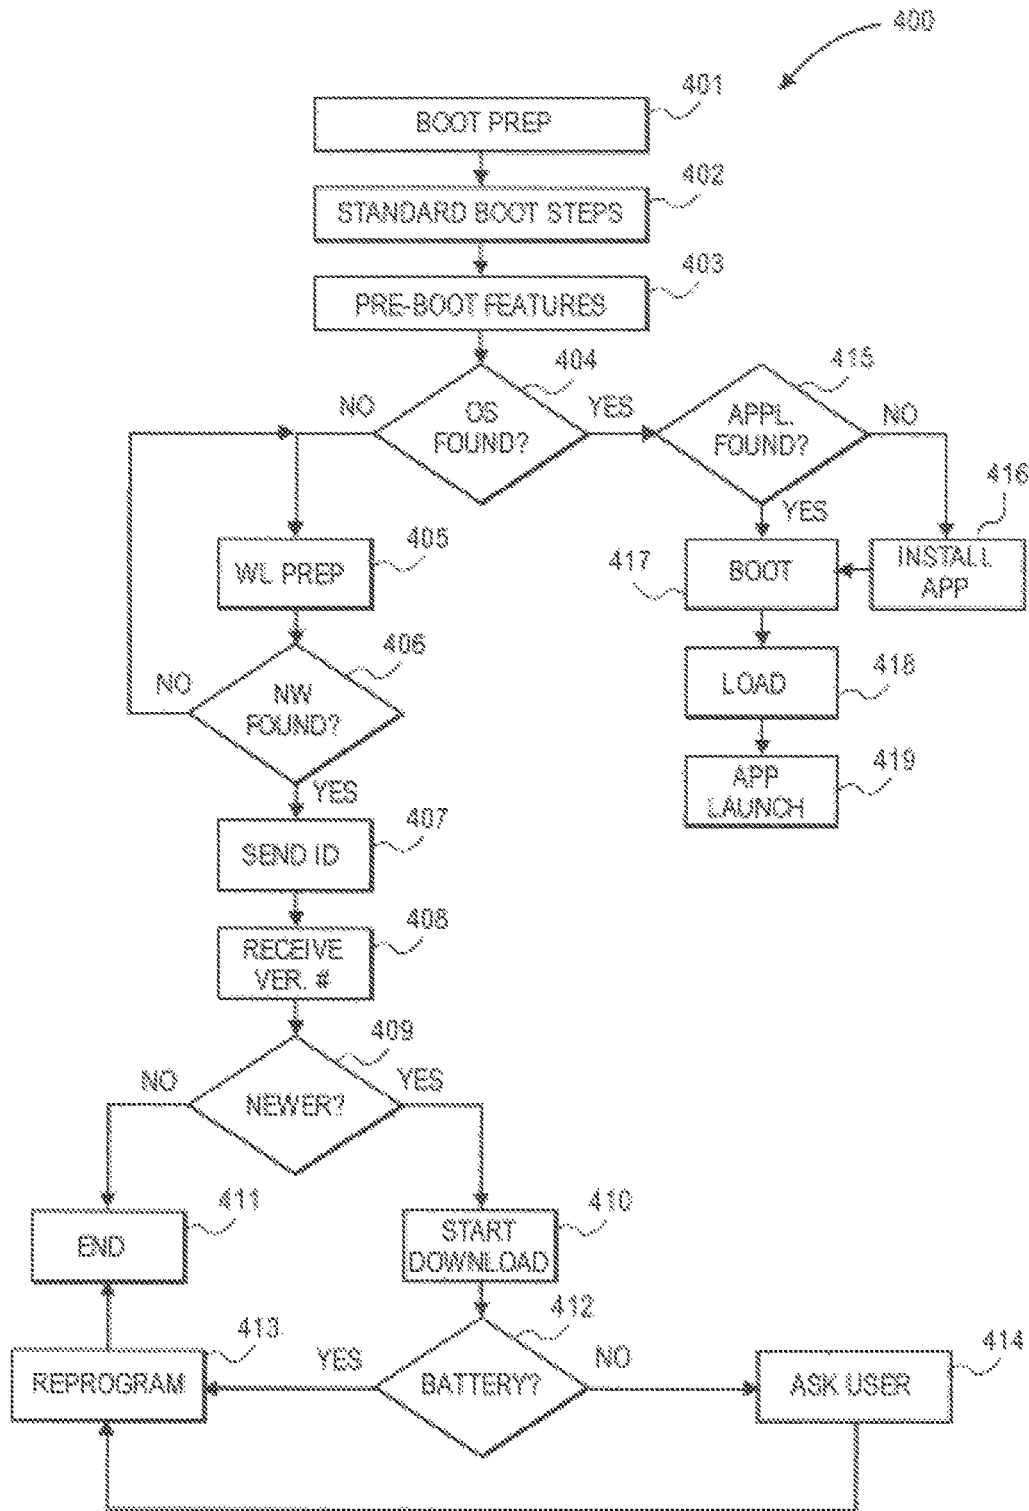 400
401
BOOT PREP
402
STANDARD BOOT STEPS
403
PRE-BOOT FEATURES
404
OS
FOUND?
NO
YES
415
APPL.
FOUND?
NO
YES
416
INSTALL
APP
405
WL PREP
417
BOOT
406
NW
FOUND?
NO
YES
418
LOAD
419
APP
LAUNCH
407
SEND ID
408
RECEIVE
VER. #
409
NEWER?
NO
YES
411
END
410
START
DOWNLOAD
412
BATTERY?
YES
NO
413
REPROGRAM
414
ASK USER